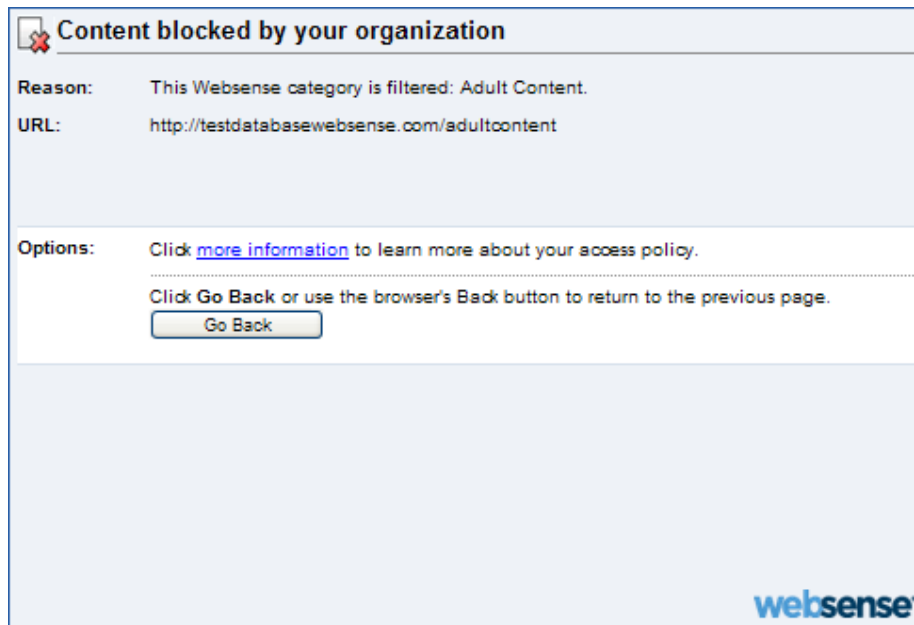 Content blocked by your organization
Reason: This Websense category is filtered: Adult Content.
URL: http://testdatabasewebsense.com/adultcontent
Options: Click more information to learn more about your access policy.
Click Go Back or use the browser's Back button to return to the previous page.
Go Back
websense